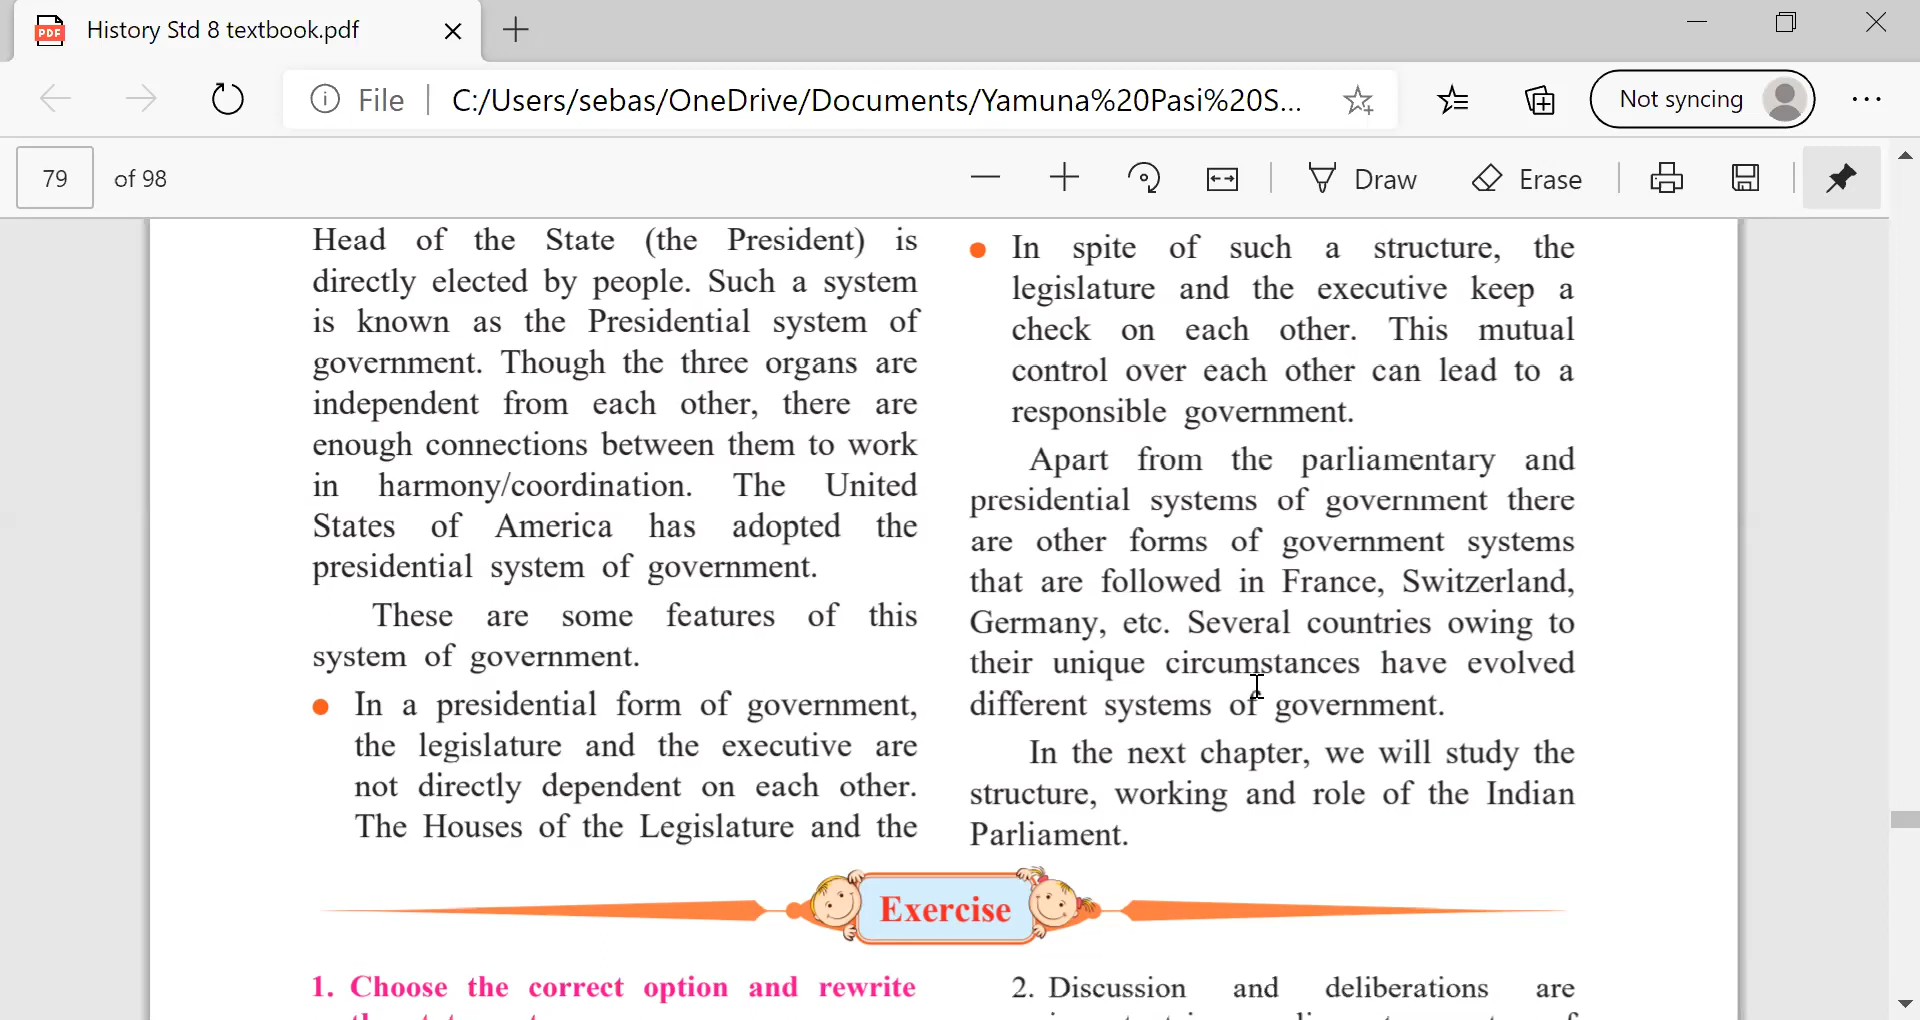 History Std 8 textbook.pdf
File
C:/Users/sebas/OneDrive/Documents/Yamuna%20Pasi%20S...
Not syncing
79 of 98
Draw
Erase
Head of the State (the President) is
directly elected by people. Such a system
is known as the Presidential system of
government. Though the three organs are
independent from each other, there are
enough connections between them to work
in harmony/coordination. The United
States of America has adopted the
presidential system of government.
These are some features of this
system of government.
• In a presidential form of government,
the legislature and the executive are
not directly dependent on each other.
The Houses of the Legislature and the
• In spite of such a structure, the
legislature and the executive keep a
check on each other. This mutual
control over each other can lead to a
responsible government.
Apart from the parliamentary and
presidential systems of government there
are other forms of government systems
that are followed in France, Switzerland,
Germany, etc. Several countries owing to
their unique circumstances have evolved
different systems of government.
In the next chapter, we will study the
structure, working and role of the Indian
Parliament.
Exercise
1. Choose the correct option and rewrite
2. Discussion and deliberations are